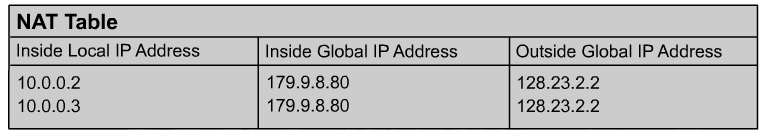 NAT Table
Inside Local IP Address Inside Global IP Address Outside Global IP Address
10.0.0.2 179.9.8.80 128.23.2.2
10.0.0.3 179.9.8.80 128.23.2.2